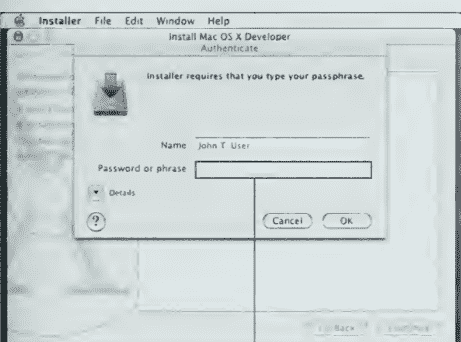 Installer File Edit Window Help
Install Mac OS X Developer
Authenticate
Installer requires that you type your passphrase.
Name John T User
Password or phrase
Details
?
Cancel OK
Back